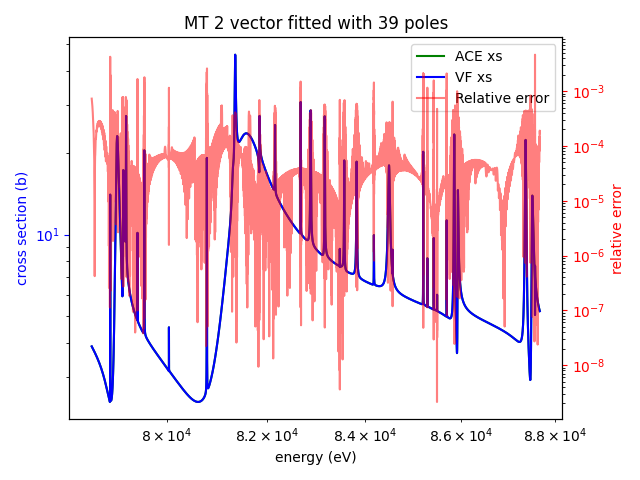 MT 2 vector fitted with 39 poles
ACE xs
VF xs
Relative error
cross section (b)
10¹
relative error
10⁻³
10⁻⁴
10⁻⁵
10⁻⁶
10⁻⁷
10⁻⁸
8 × 10⁴ 8.2 × 10⁴ 8.4 × 10⁴ 8.6 × 10⁴ 8.8 × 10⁴
energy (eV)